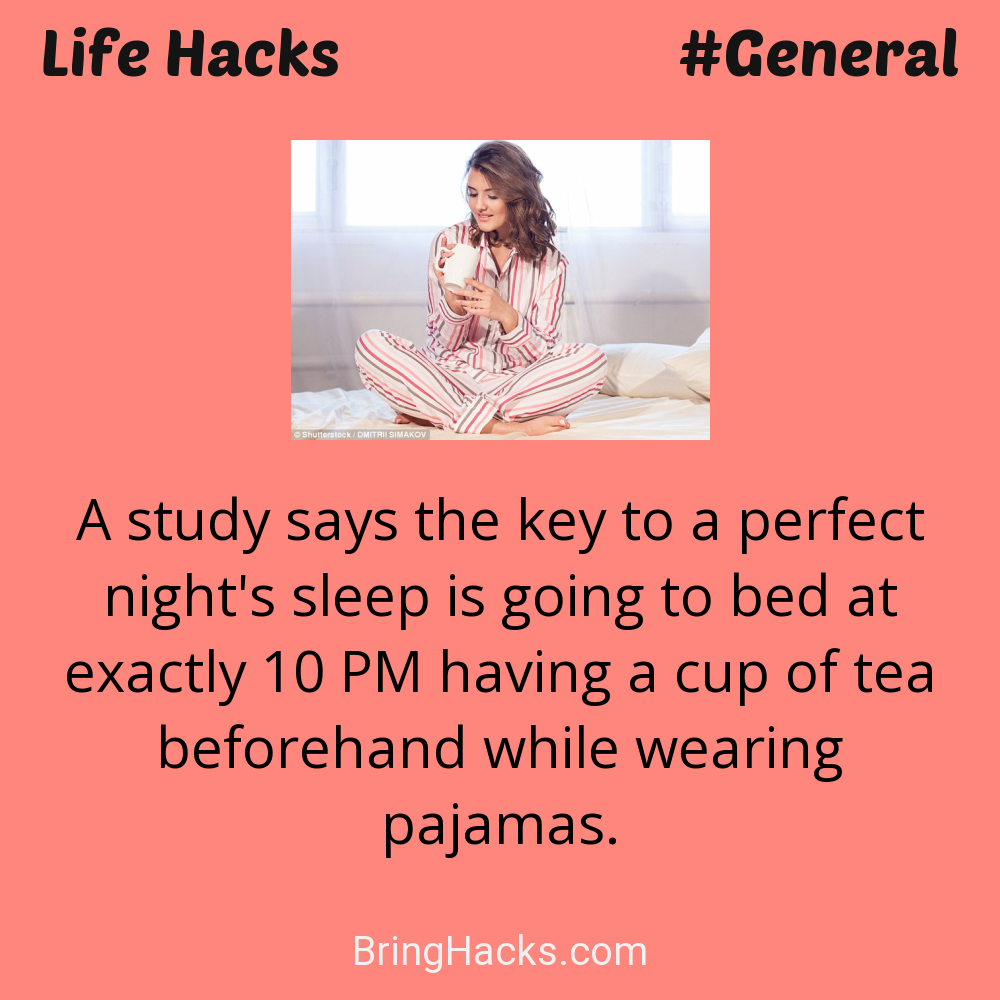 Life Hacks #General
© Shutterstock / DMITRII SIMAKOV
A study says the key to a perfect
night's sleep is going to bed at
exactly 10 PM having a cup of tea
beforehand while wearing
pajamas.
BringHacks.com